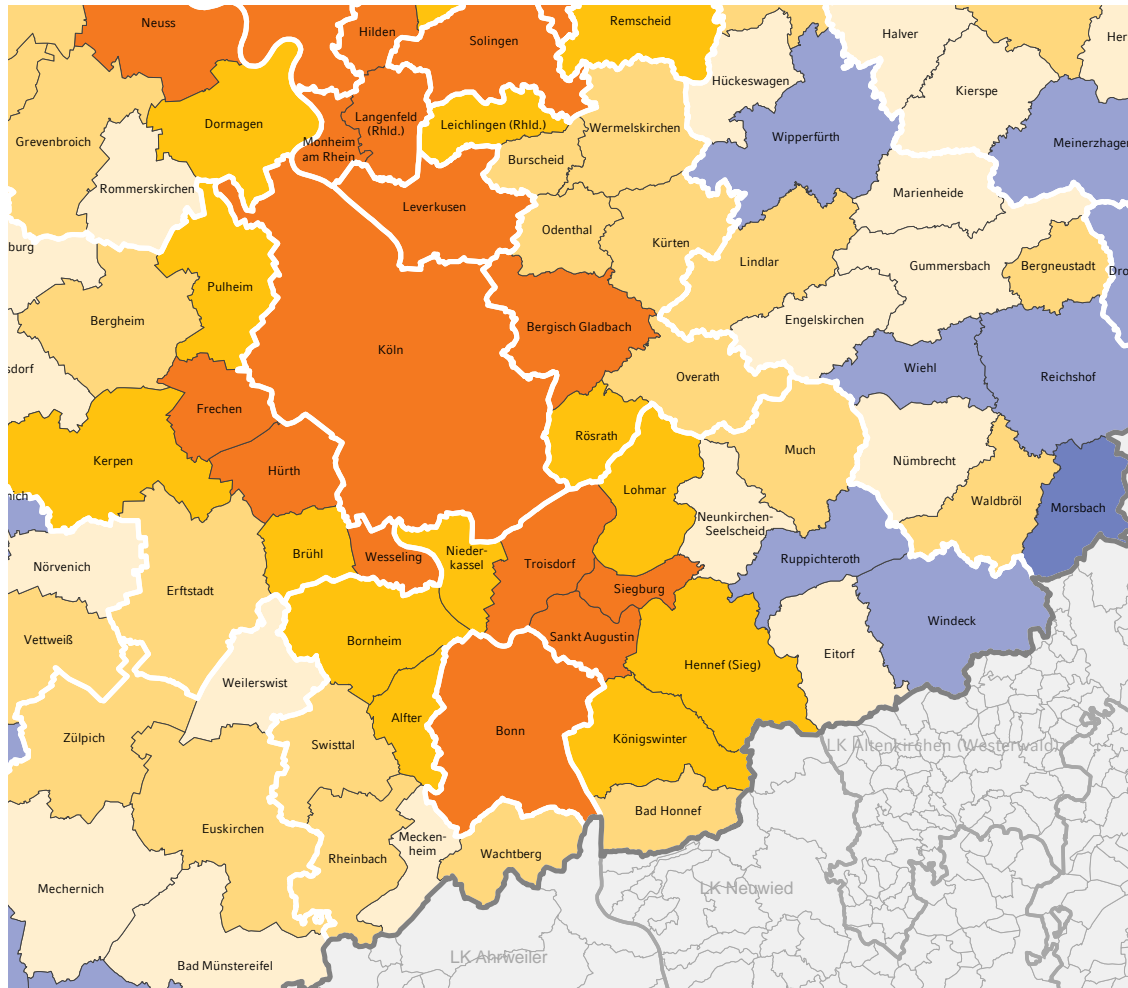 Neuss
Hilden
Solingen
Remscheid
Halver
Her
Hückeswagen
Kierspe
Grevenbroich
Dormagen
Langenfeld
(Rhld.)
Leichlingen (Rhld.)
Wermelskirchen
Wipperfürth
Meinerzhagen
Monheim
am Rhein
Burscheid
Rommerskirchen
Marienheide
Leverkusen
Odenthal
Kürten
burg
Lindlar
Gummersbach
Bergneustadt
Dro
Pulheim
Bergheim
Bergisch Gladbach
Engelskirchen
Köln
sdorf
Wiehl
Reichshof
Overath
Frechen
Rösrath
Much
Kerpen
Hürth
Nümbrecht
Lohmar
nich
Waldbröl
Morsbach
Neunkirchen-
Seelscheid
Nörvenich
Brühl
Wesseling
Nieder-
kassel
Troisdorf
Ruppichteroth
Erftstadt
Siegburg
Vettweiß
Bornheim
Sankt Augustin
Windeck
Eitorf
Hennef (Sieg)
Weilerswist
Alfter
Zülpich
Swisttal
Bonn
Königswinter
LK Altenkirchen (Westerwald)
Euskirchen
Bad Honnef
Mecken-
heim
Rheinbach
Wachtberg
Mechernich
LK Neuwied
LK Ahrweiler
Bad Münstereifel